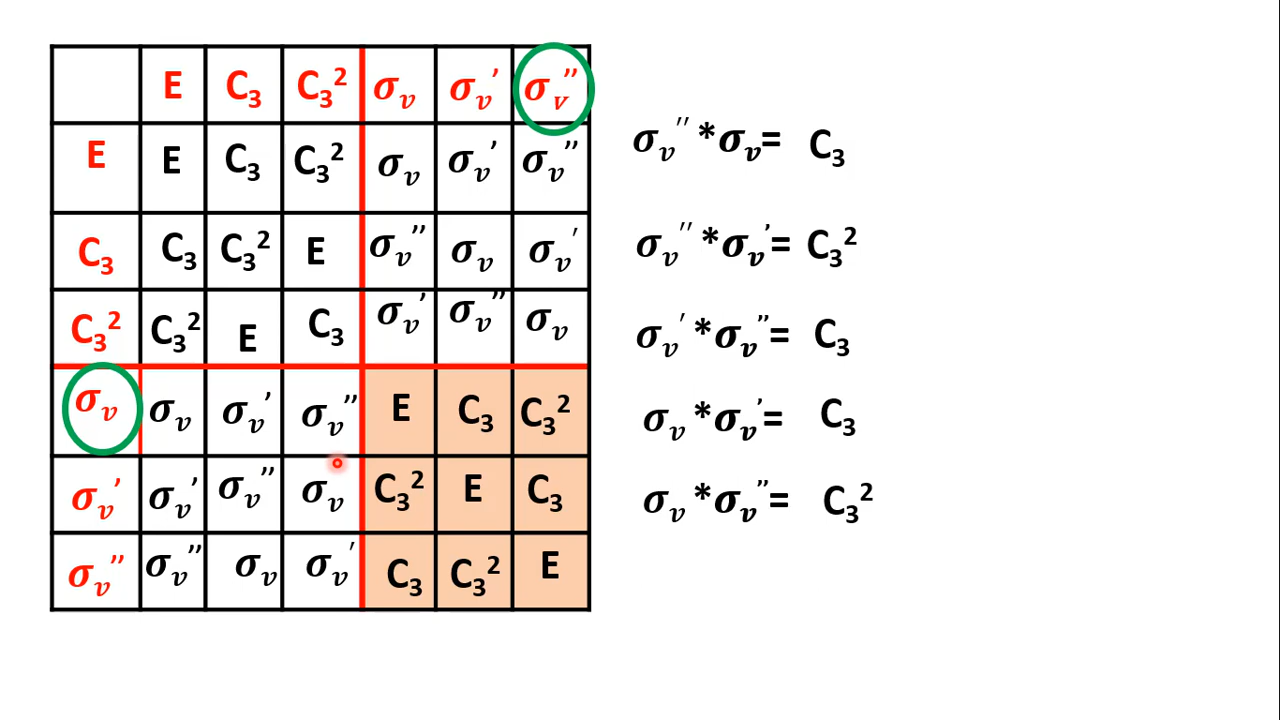 E C₃ C₃² σᵥ σᵥ’ σᵥ”
E E C₃ C₃² σᵥ σᵥ’ σᵥ”
C₃ C₃ C₃² E σᵥ” σᵥ σᵥ′
C₃² C₃² E C₃ σᵥ’ σᵥ” σᵥ
σᵥ σᵥ σᵥ’ σᵥ” E C₃ C₃²
σᵥ’ σᵥ’ σᵥ” σᵥ C₃² E C₃
σᵥ” σᵥ” σᵥ σᵥ′ C₃ C₃² E
σᵥ′′ *σᵥ= C₃
σᵥ′′ *σᵥ’= C₃²
σᵥ′ *σᵥ”= C₃
σᵥ *σᵥ’= C₃
σᵥ *σᵥ”= C₃²